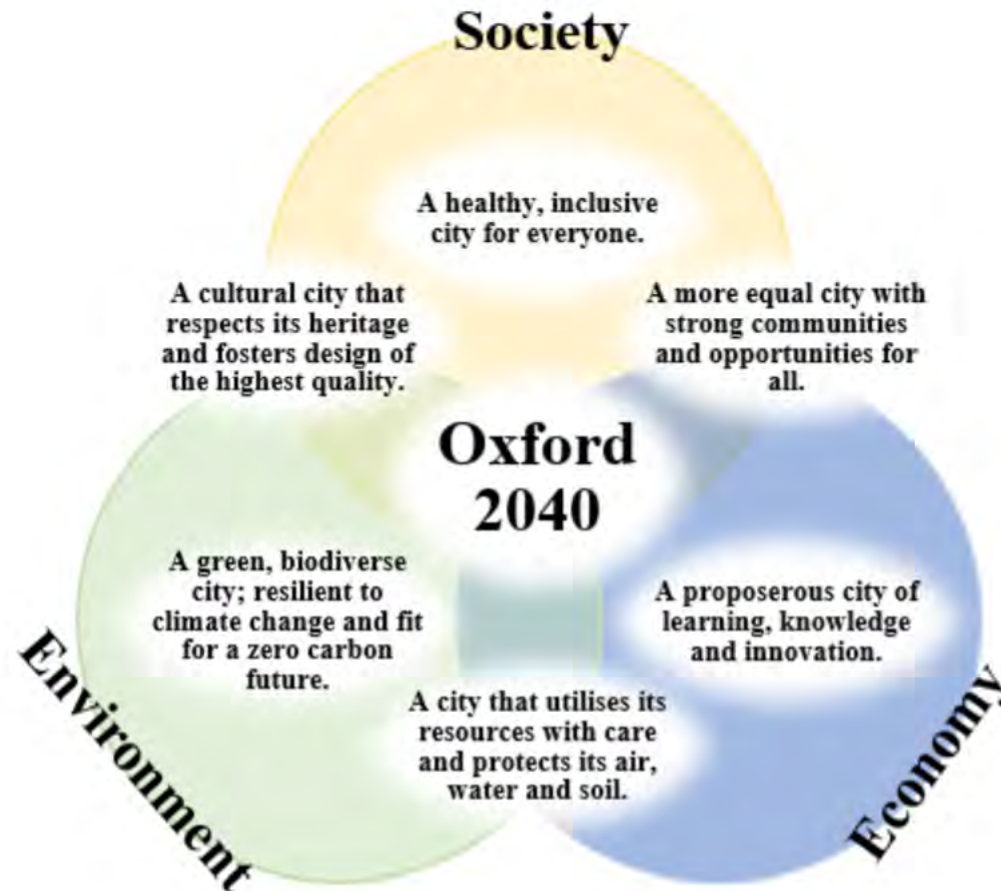 Society
A healthy, inclusive
city for everyone.
A cultural city that
respects its heritage
and fosters design of
the highest quality.
A more equal city with
strong communities
and opportunities for
all.
Oxford
2040
A green, biodiverse
city; resilient to
climate change and fit
for a zero carbon
future.
A proposerous city of
learning, knowledge
and innovation.
A city that utilises its
resources with care
and protects its air,
water and soil.
Environment
Economy